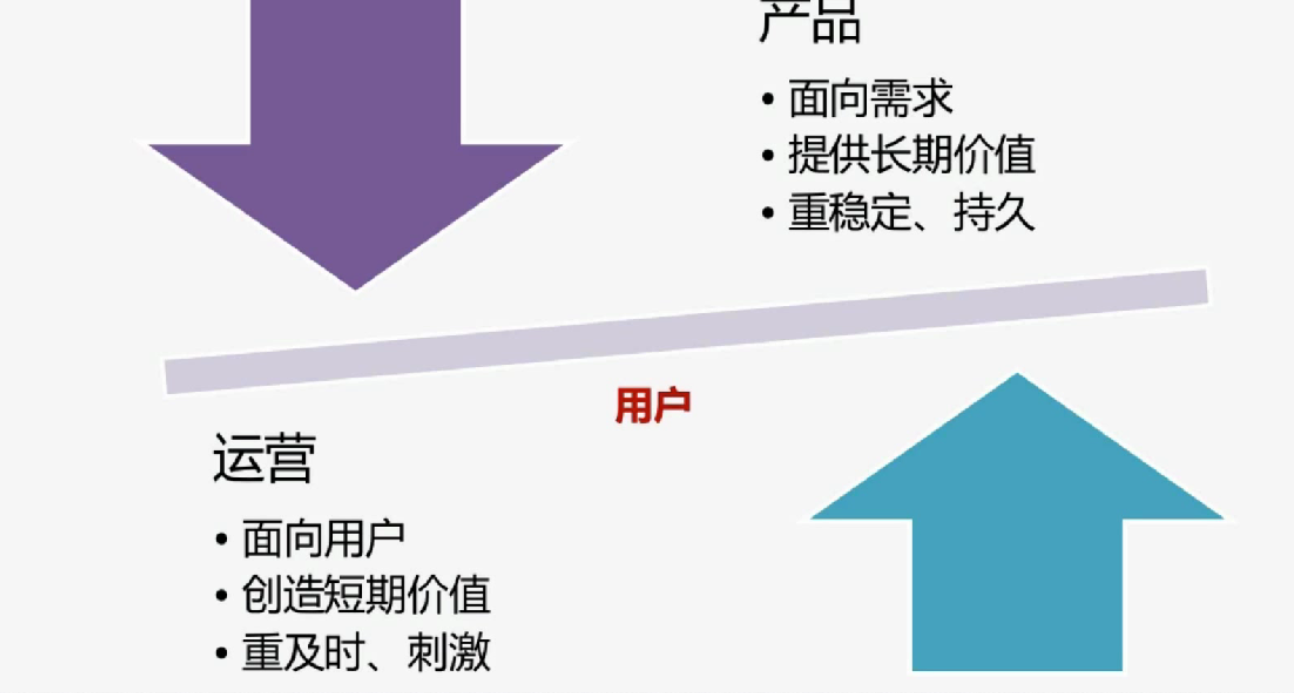 产品
• 面向需求
• 提供长期价值
• 重稳定、持久
用户
运营
• 面向用户
• 创造短期价值
• 重及时、刺激